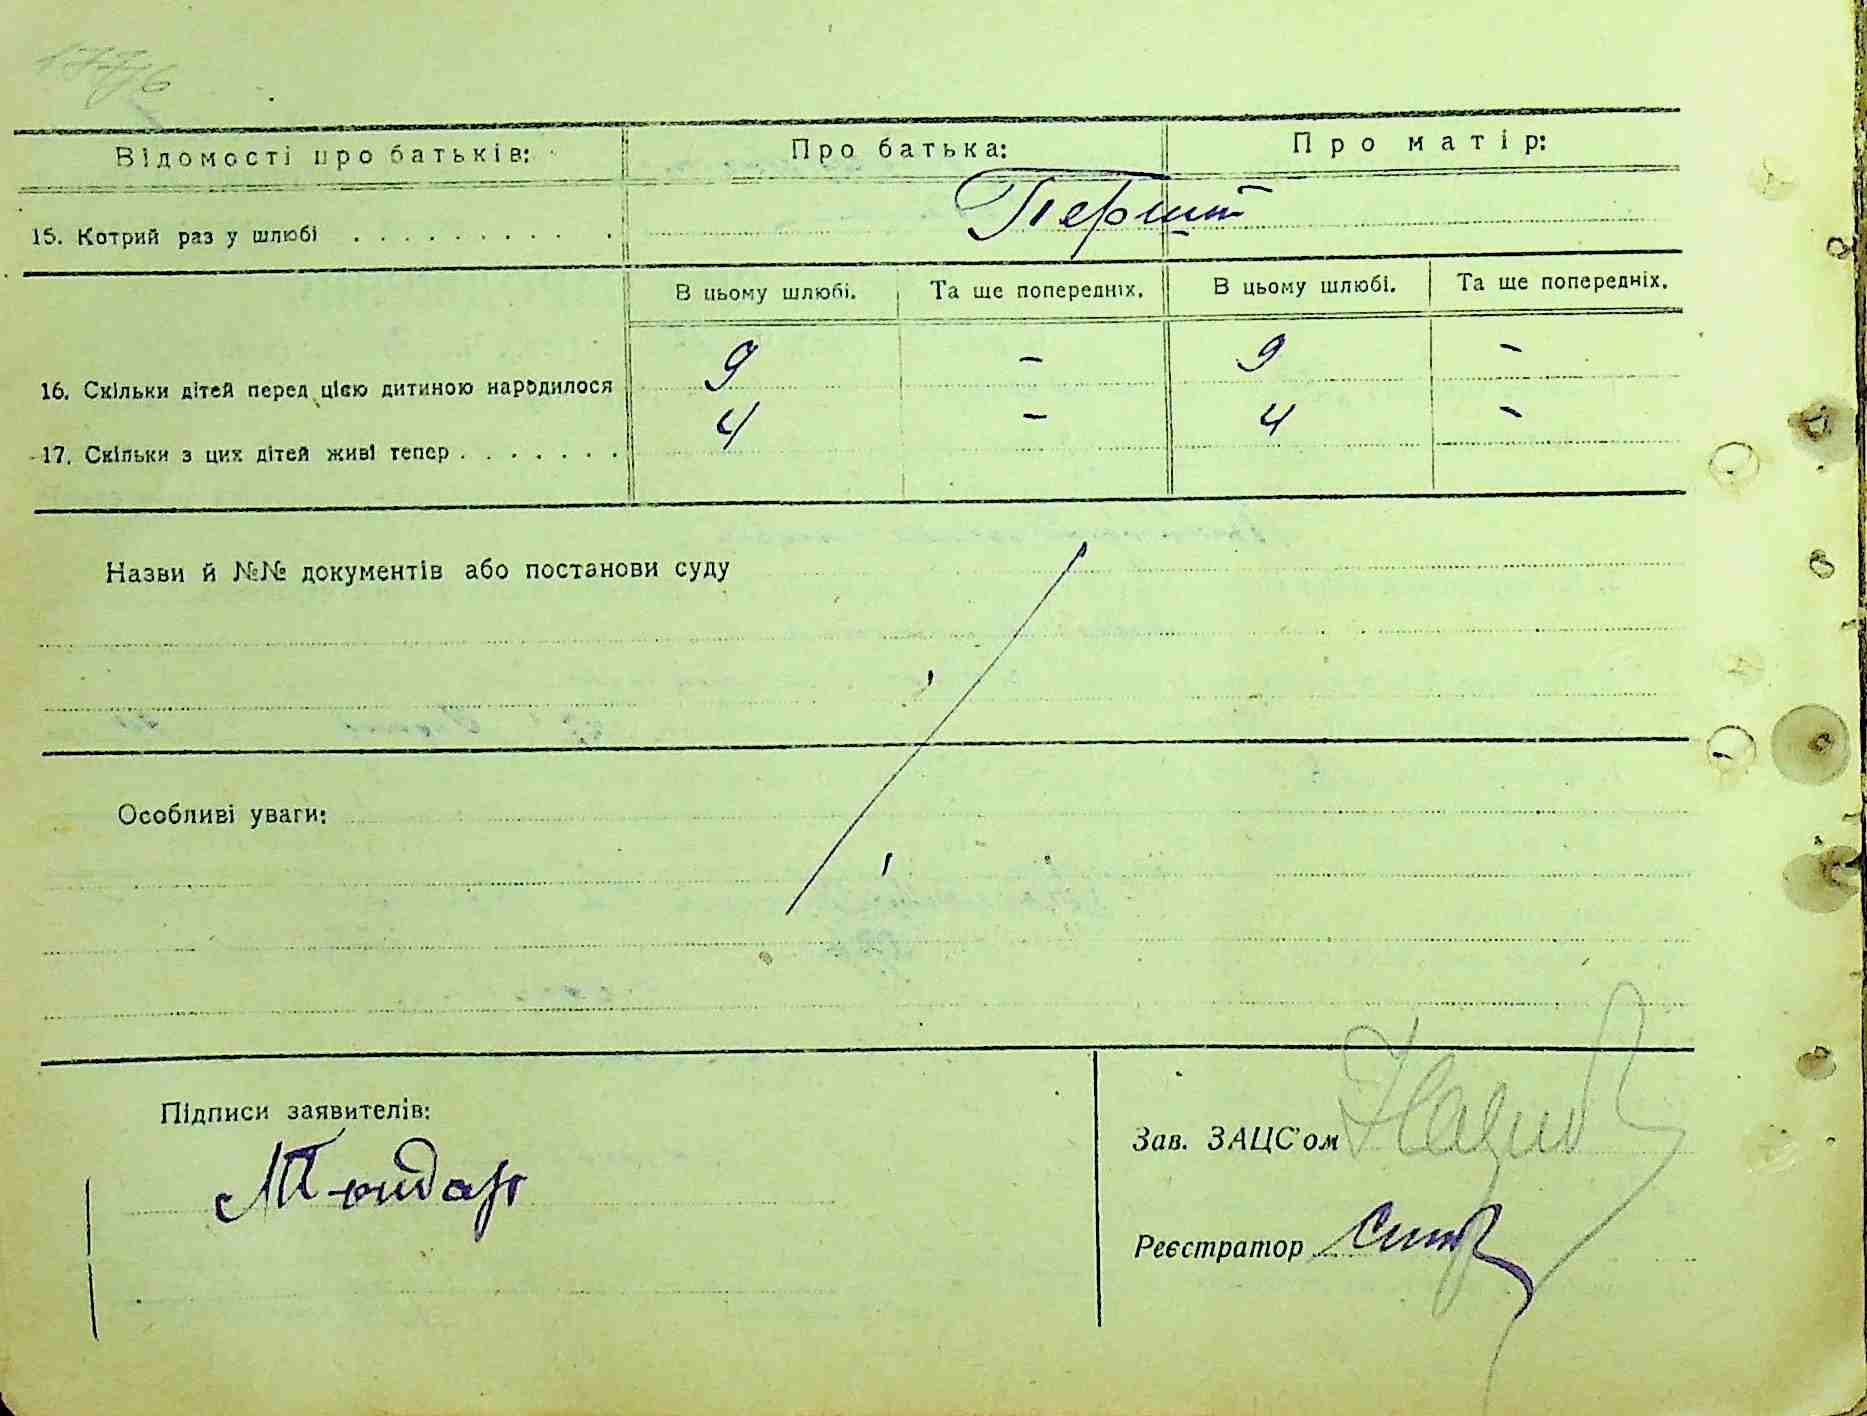 Відомості про батьків: Про батька: Про матір:
15. Котрий раз у шлюбі . . . . . . . . . . . Перший
В цьому шлюбі. Та ще попередніх. В цьому шлюбі. Та ще попередніх.
16. Скільки дітей перед цією дитиною народилося 9 – 9 –
17. Скільки з цих дітей живі тепер . . . . . . . 4 – 4 –
Назви й №№ документів або постанови суду
Особливі уваги:
Підписи заявителів:
Зав. ЗАЦС'ом
Реєстратор